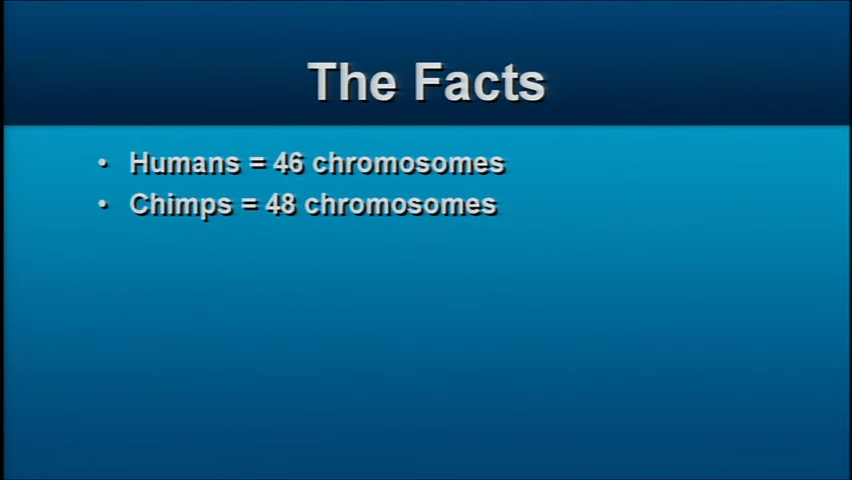 The Facts
• Humans = 46 chromosomes
• Chimps = 48 chromosomes